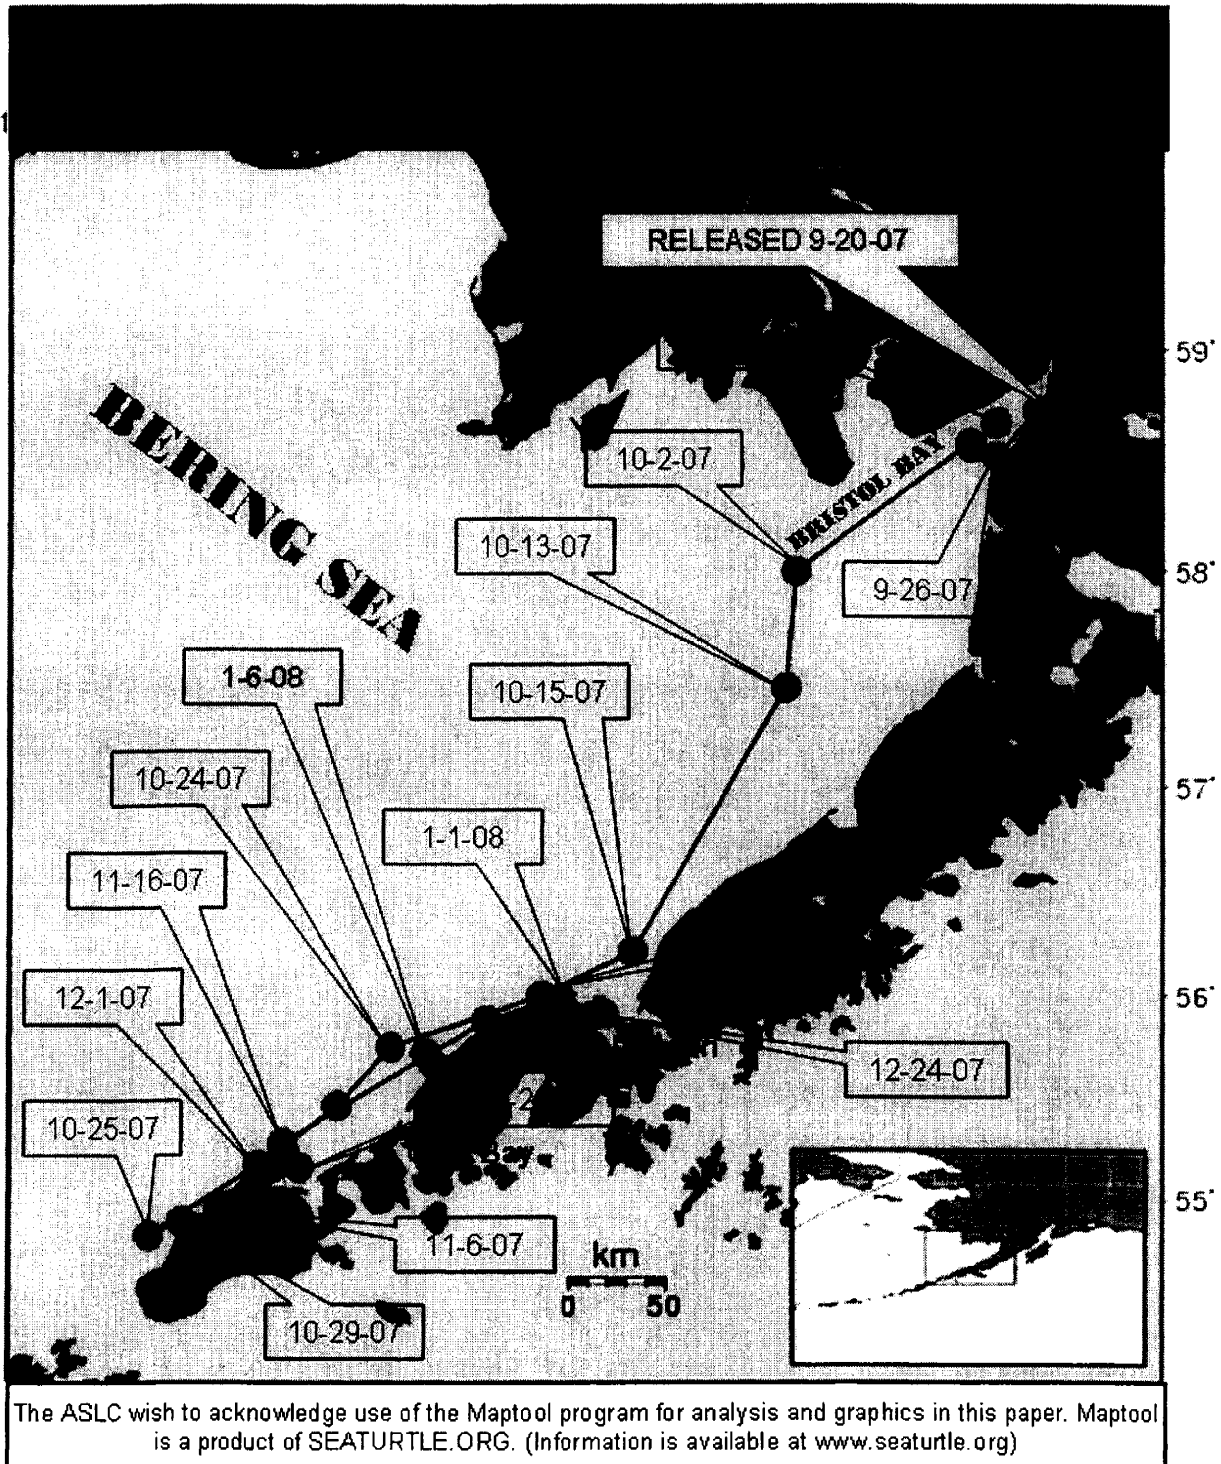 RELEASED 9-20-07
59°
BERING SEA
10-2-07
BRISTOL BAY
10-13-07
58°
9-26-07
1-6-08
10-15-07
10-24-07
57°
1-1-08
11-16-07
12-1-07
56°
12-24-07
10-25-07
Bay
55°
11-6-07
km
0 50
10-29-07
The ASLC wish to acknowledge use of the Maptool program for analysis and graphics in this paper. Maptool
is a product of SEATURTLE.ORG. (Information is available at www.seaturtle.org)